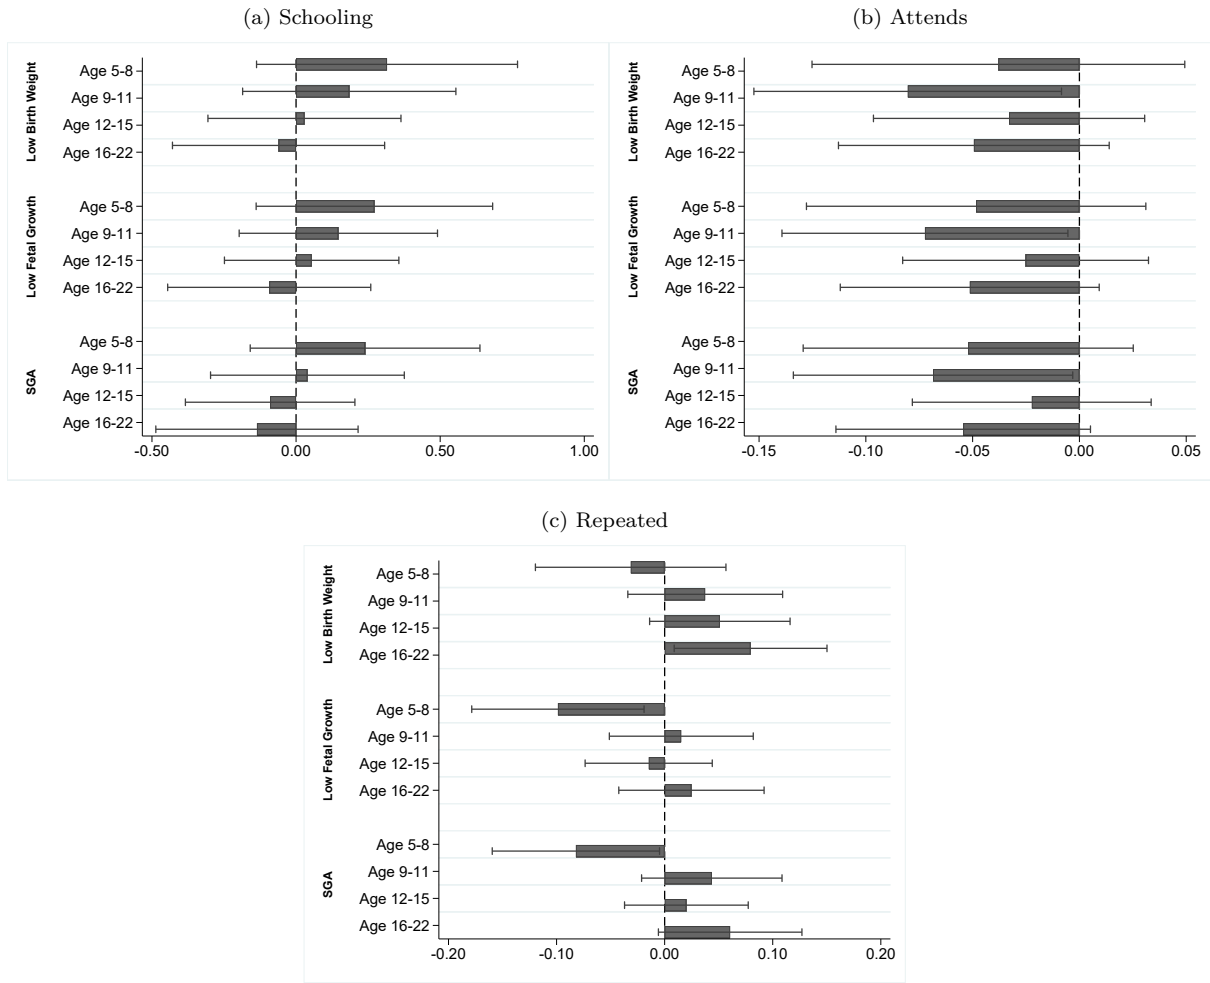 (a) Schooling
Low Birth Weight
Age 5-8
Age 9-11
Age 12-15
Age 16-22
Low Fetal Growth
Age 5-8
Age 9-11
Age 12-15
Age 16-22
SGA
Age 5-8
Age 9-11
Age 12-15
Age 16-22
-0.50 0.00 0.50 1.00
(b) Attends
Low Birth Weight
Age 5-8
Age 9-11
Age 12-15
Age 16-22
Low Fetal Growth
Age 5-8
Age 9-11
Age 12-15
Age 16-22
SGA
Age 5-8
Age 9-11
Age 12-15
Age 16-22
-0.15 -0.10 -0.05 0.00 0.05
(c) Repeated
Low Birth Weight
Age 5-8
Age 9-11
Age 12-15
Age 16-22
Low Fetal Growth
Age 5-8
Age 9-11
Age 12-15
Age 16-22
SGA
Age 5-8
Age 9-11
Age 12-15
Age 16-22
-0.20 -0.10 0.00 0.10 0.20